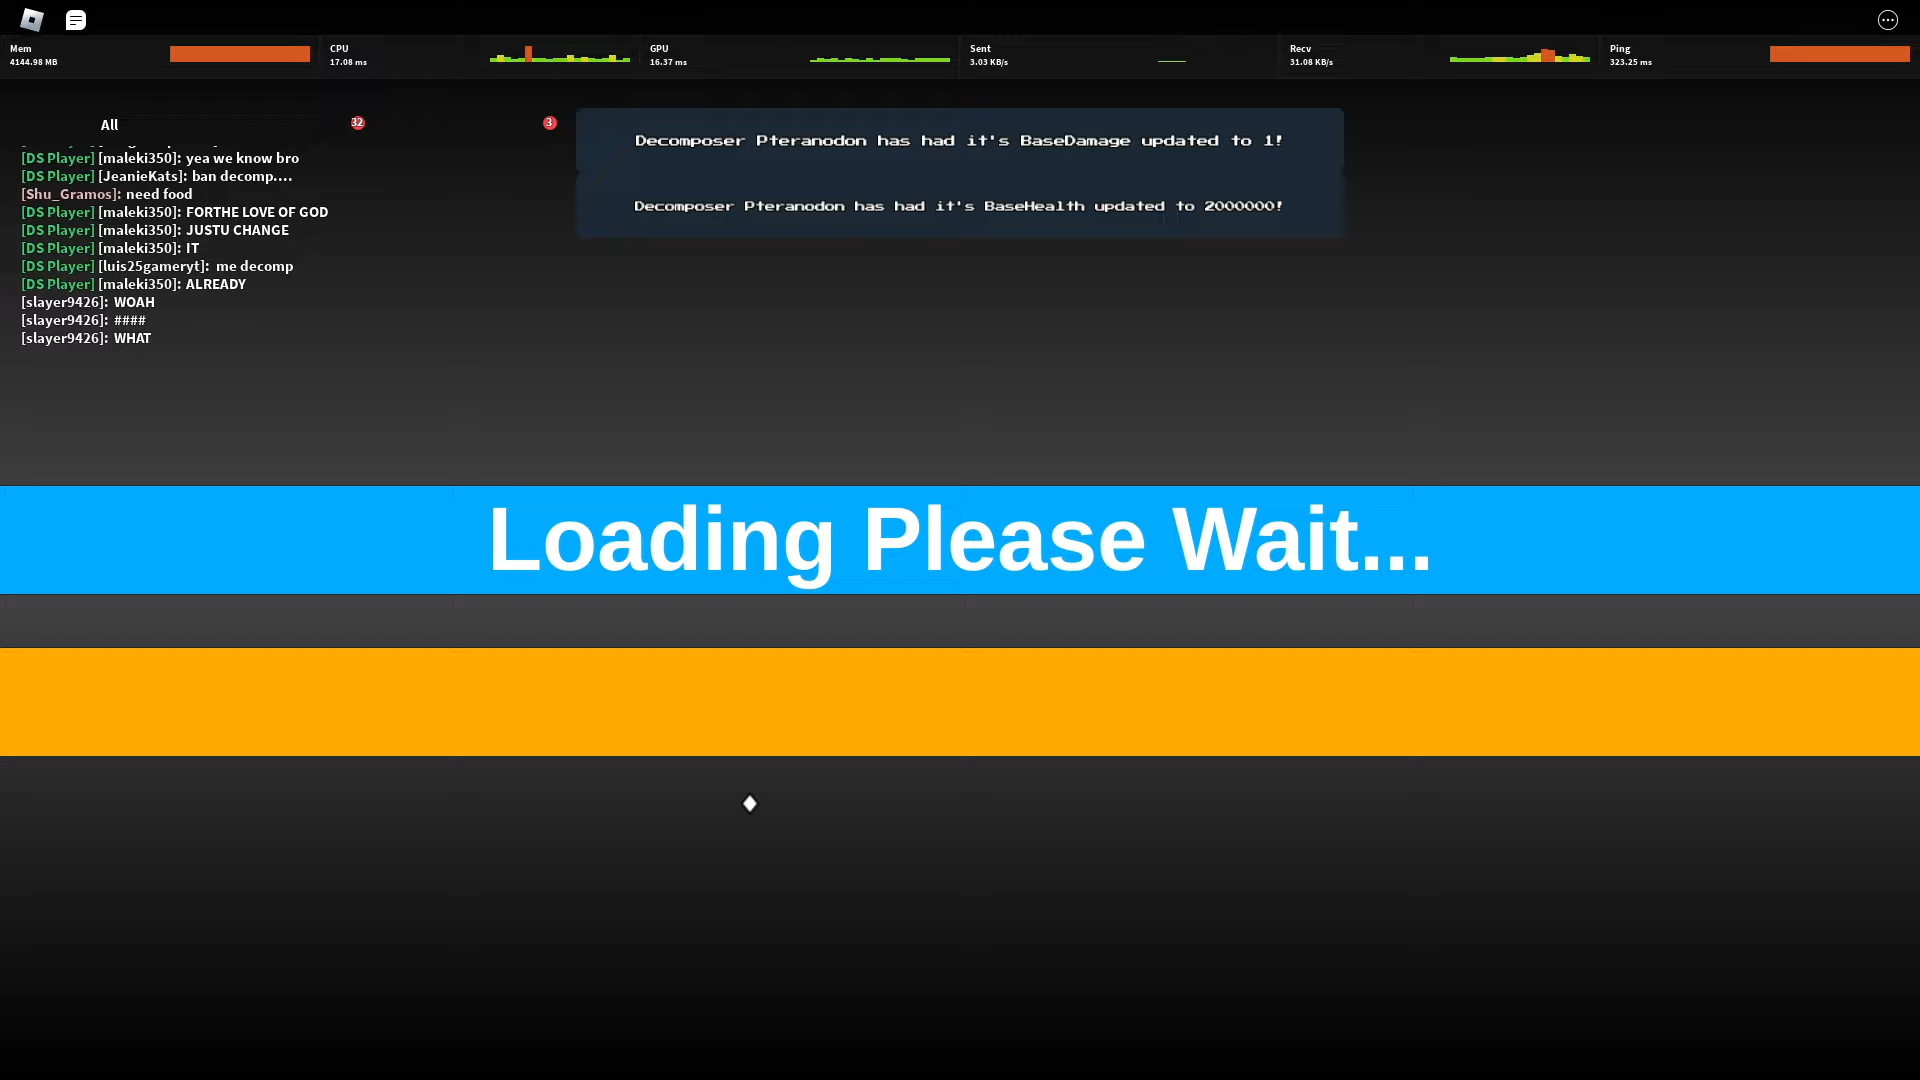 Mem
4144.98 MB
CPU
17.08 ms
GPU
16.37 ms
Sent
3.03 KB/s
Recv
31.08 KB/s
Ping
323.25 ms
All
32
3
[DS Player] [maleki350]: yea we know bro
[DS Player] [JeanieKats]: ban decomp....
[Shu_Gramos]: need food
[DS Player] [maleki350]: FORTHE LOVE OF GOD
[DS Player] [maleki350]: JUSTU CHANGE
[DS Player] [maleki350]: IT
[DS Player] [luis25gameryt]: me decomp
[DS Player] [maleki350]: ALREADY
[slayer9426]: WOAH
[slayer9426]: ####
[slayer9426]: WHAT
Decomposer Pteranodon has had it's BaseDamage updated to 1!
Decomposer Pteranodon has had it's BaseHealth updated to 2000000!
Loading Please Wait...